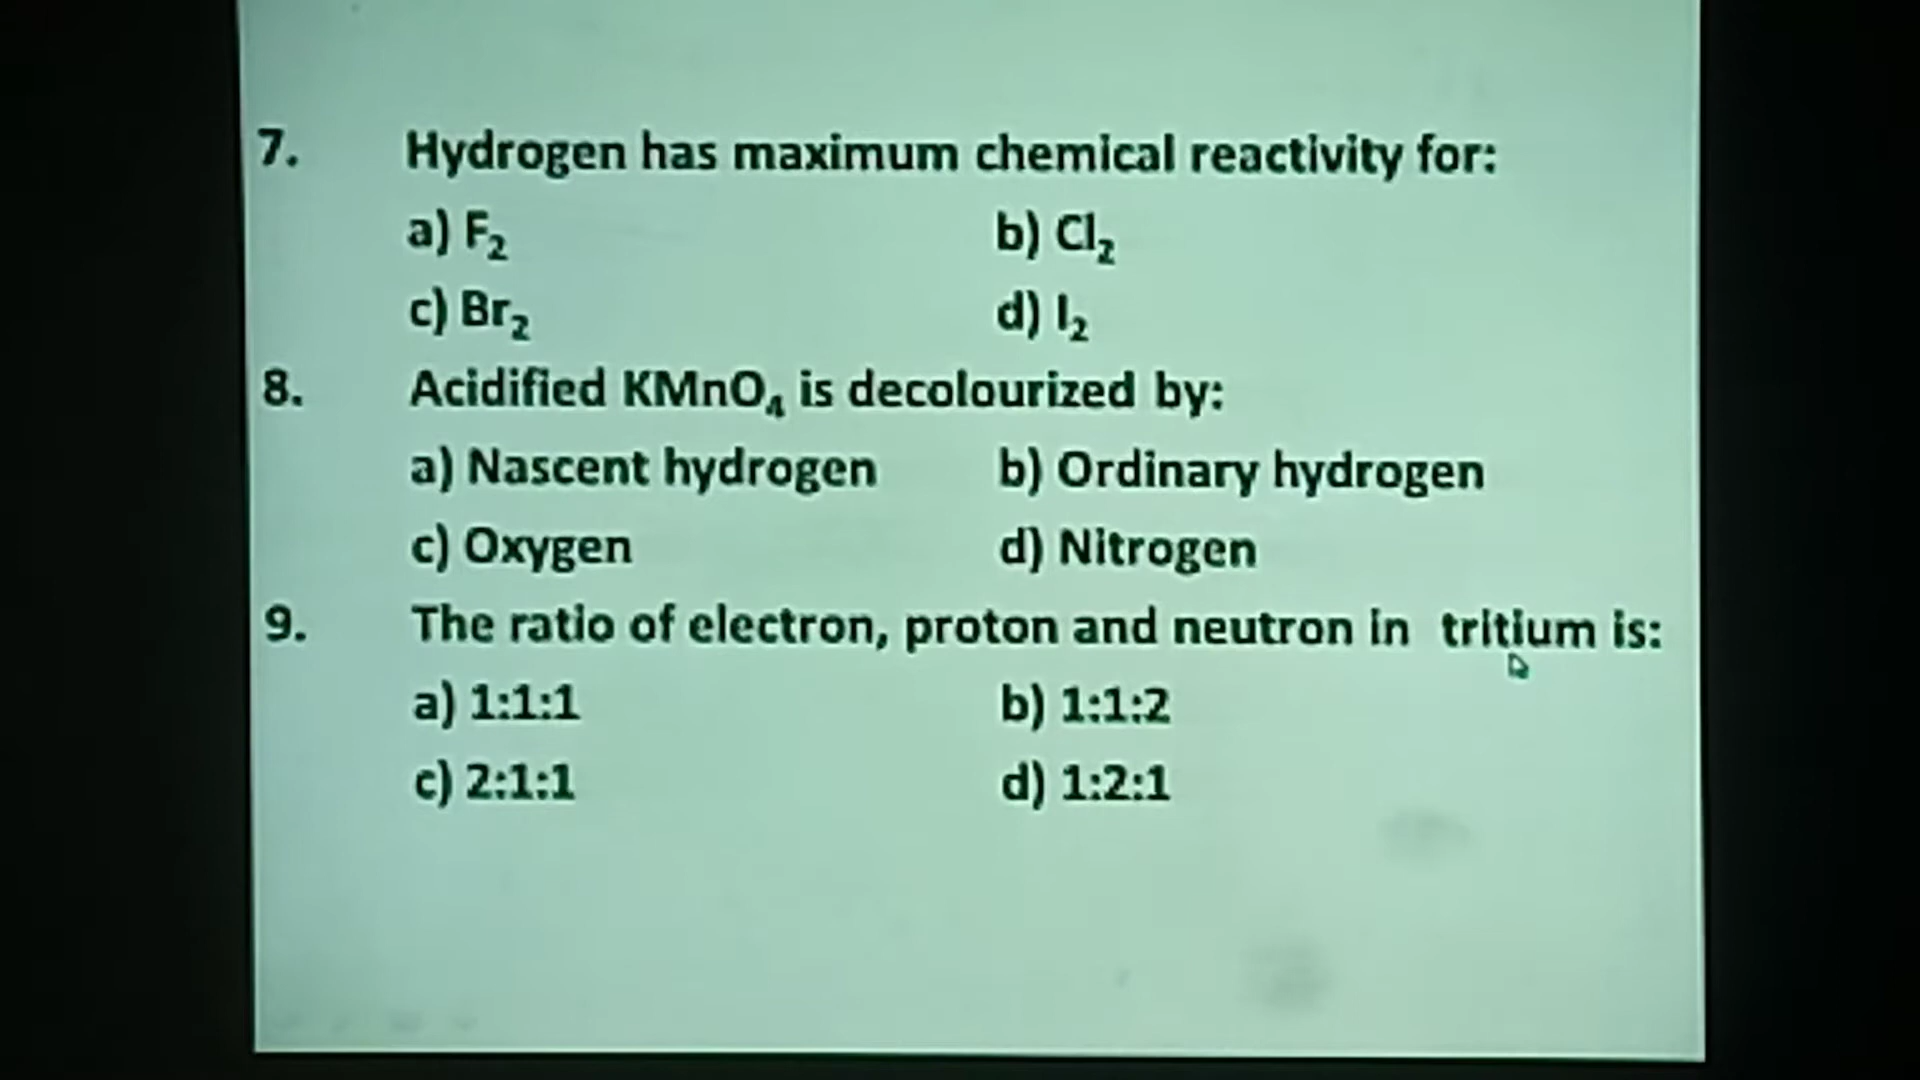 7. Hydrogen has maximum chemical reactivity for:
a) F₂ b) Cl₂
c) Br₂ d) I₂
8. Acidified KMnO₄ is decolourized by:
a) Nascent hydrogen b) Ordinary hydrogen
c) Oxygen d) Nitrogen
9. The ratio of electron, proton and neutron in tritium is:
a) 1:1:1 b) 1:1:2
c) 2:1:1 d) 1:2:1